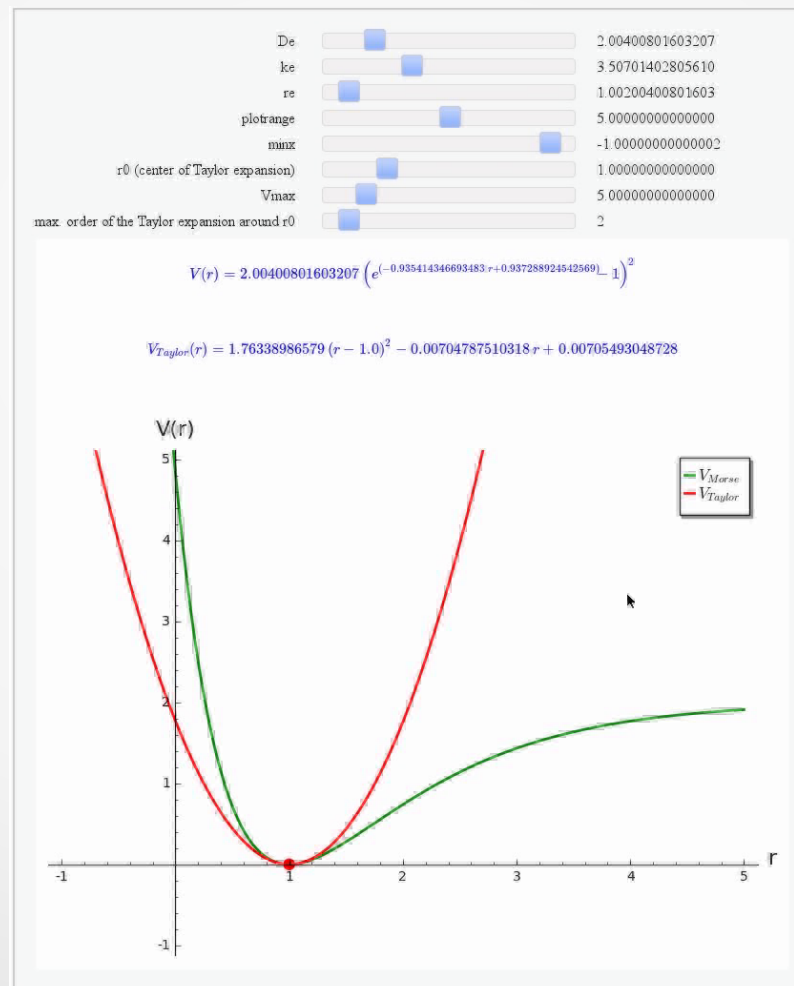 De 2.00400801603207
ke 3.50701402805610
re 1.00200400801603
plotrange 5.00000000000000
minx -1.00000000000002
r0 (center of Taylor expansion) 1.00000000000000
Vmax 5.00000000000000
max. order of the Taylor expansion around r0 2
V(r) = 2.00400801603207 (e^(−0.935414346693483 r+0.937288924542569) − 1)^2
V_Taylor(r) = 1.76338986579 (r − 1.0)^2 − 0.00704787510318 r + 0.00705493048728
V(r)
5
V_Morse
V_Taylor
4
3
2
1
r
-1 1 2 3 4 5
-1